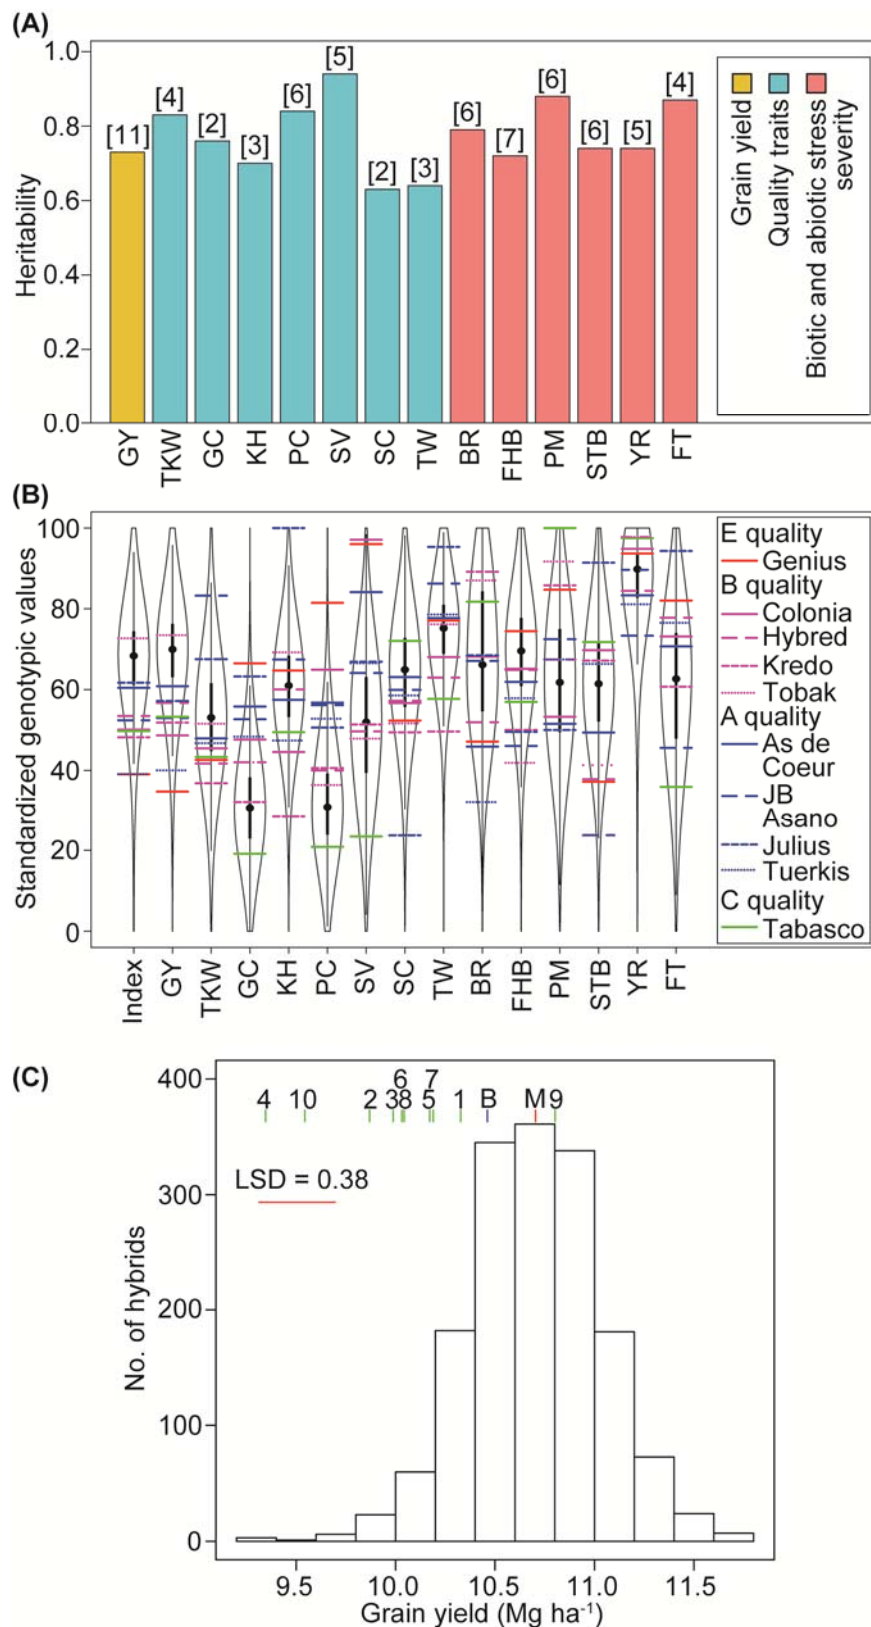 (A)
1.0
0.8
0.6
0.4
0.2
0.0
Heritability
[11]
[4]
[2]
[3]
[6]
[5]
[2]
[3]
[6]
[7]
[6]
[6]
[5]
[4]
GY
TKW
GC
KH
PC
SV
SC
TW
BR
FHB
PM
STB
YR
FT
Grain yield
Quality traits
Biotic and abiotic stress
severity
(B)
100
80
60
40
20
0
Standardized genotypic values
Index
GY
TKW
GC
KH
PC
SV
SC
TW
BR
FHB
PM
STB
YR
FT
E quality
Genius
B quality
Colonia
Hybred
Kredo
Tobak
A quality
As de
Coeur
JB
Asano
Julius
Tuerkis
C quality
Tabasco
(C)
400
300
200
100
0
No. of hybrids
6 7
4 10 2 3 8 5 1 B M 9
LSD = 0.38
9.5 10.0 10.5 11.0 11.5
Grain yield (Mg ha⁻¹)